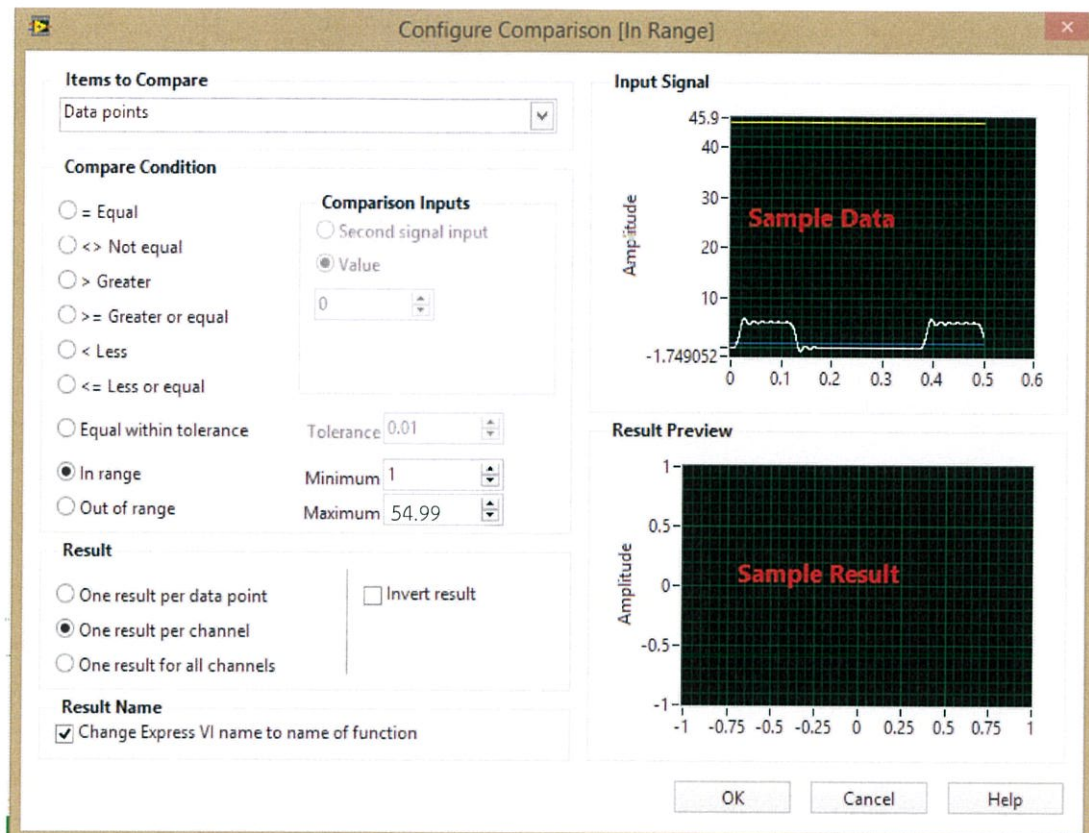 Configure Comparison [In Range]
Items to Compare
Data points
Compare Condition
= Equal
<> Not equal
> Greater
>= Greater or equal
< Less
<= Less or equal
Comparison Inputs
Second signal input
Value
0
Equal within tolerance
Tolerance 0.01
In range
Minimum 1
Out of range
Maximum 54.99
Result
One result per data point
Invert result
One result per channel
One result for all channels
Result Name
Change Express VI name to name of function
Input Signal
45.9
40
30
20
10
-1.749052
Amplitude
Sample Data
0 0.1 0.2 0.3 0.4 0.5 0.6
Result Preview
1
0.5
0
-0.5
-1
Amplitude
Sample Result
-1 -0.75 -0.5 -0.25 0 0.25 0.5 0.75 1
OK Cancel Help